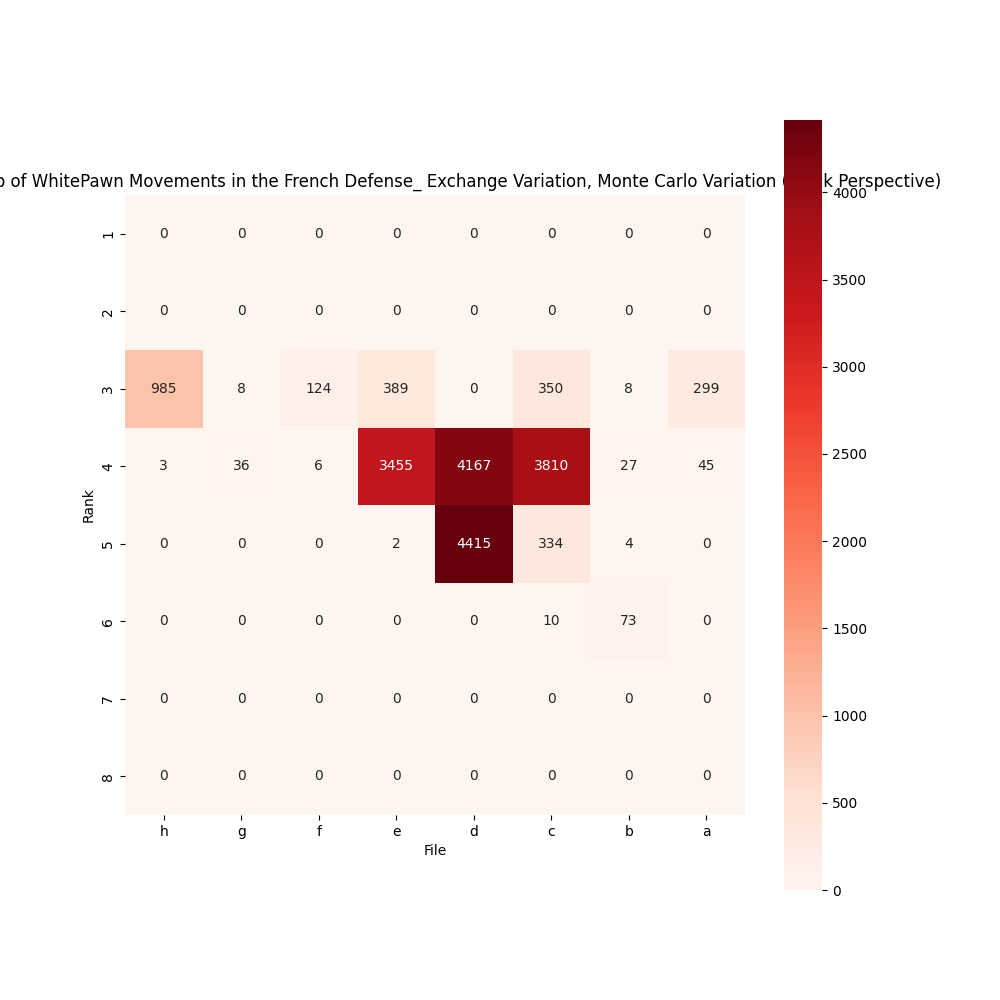 of WhitePawn Movements in the French Defense_ Exchange Variation, Monte Carlo Variation ( Perspective)
4000
1 0 0 0 0 0 0 0 0
3500
2 0 0 0 0 0 0 0 0
3000
3 985 8 124 389 0 350 8 299
2500
4 3 36 6 3455 4167 3810 27 45
Rank
2000
5 0 0 0 2 4415 334 4 0
1500
6 0 0 0 0 0 10 73 0
1000
7 0 0 0 0 0 0 0 0
500
8 0 0 0 0 0 0 0 0
h g f e d c b a
File
0